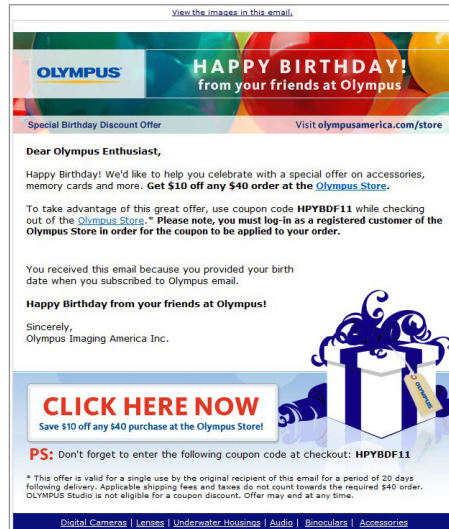 View the images in this email.
OLYMPUS
HAPPY BIRTHDAY!
from your friends at Olympus
Special Birthday Discount Offer
Visit olympusamerica.com/store
Dear Olympus Enthusiast,
Happy Birthday! We'd like to help you celebrate with a special offer on accessories,
memory cards and more. Get $10 off any $40 order at the Olympus Store.
To take advantage of this great offer, use coupon code HPYBDF11 while checking
out of the Olympus Store.* Please note, you must log-in as a registered customer of the
Olympus Store in order for the coupon to be applied to your order.
You received this email because you provided your birth
date when you subscribed to Olympus email.
Happy Birthday from your friends at Olympus!
Sincerely,
Olympus Imaging America Inc.
OLYMPUS
CLICK HERE NOW
Save $10 off any $40 purchase at the Olympus Store!
PS: Don't forget to enter the following coupon code at checkout: HPYBDF11
* This offer is valid for a single use by the original recipient of this email for a period of 20 days
following delivery. Applicable shipping fees and taxes do not count towards the required $40 order.
OLYMPUS Studio is not eligible for a coupon discount. Offer may end at any time.
Digital Cameras | Lenses | Underwater Housings | Audio | Binoculars | Accessories